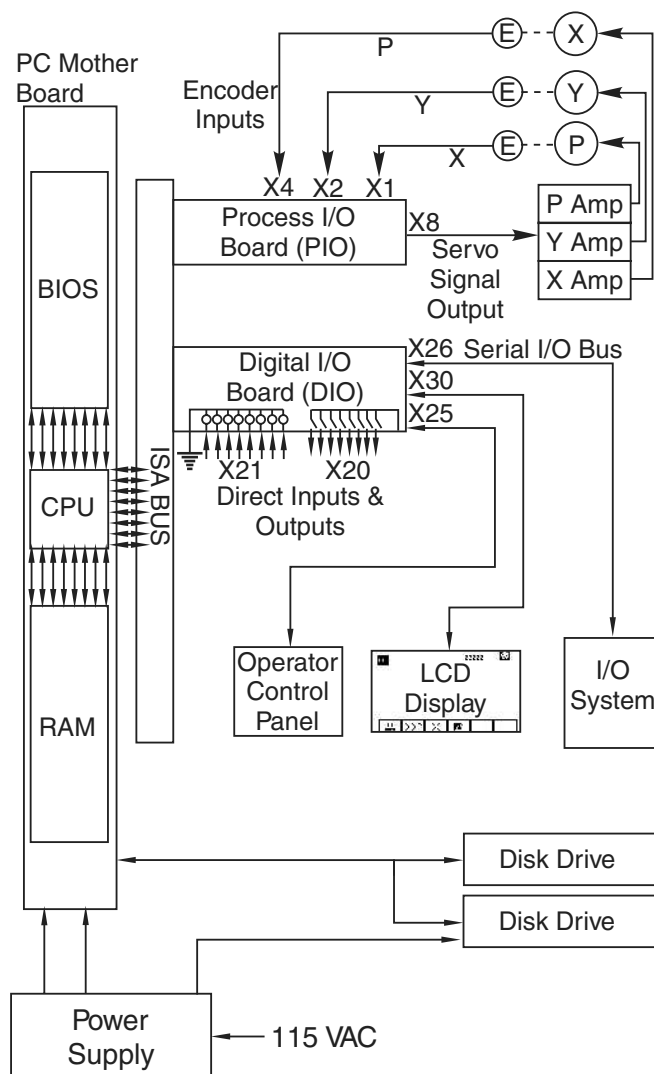 P
E
X
PC Mother
Board
Encoder
Inputs
Y
E
Y
X
E
P
X4
X2
X1
Process I/O
Board (PIO)
X8
Servo
Signal
Output
P Amp
Y Amp
X Amp
BIOS
Digital I/O
Board (DIO)
X26 Serial I/O Bus
X30
X25
X21
X20
Direct Inputs &
Outputs
ISA BUS
CPU
RAM
Operator
Control
Panel
LCD
Display
I/O
System
Disk Drive
Disk Drive
Power
Supply
115 VAC